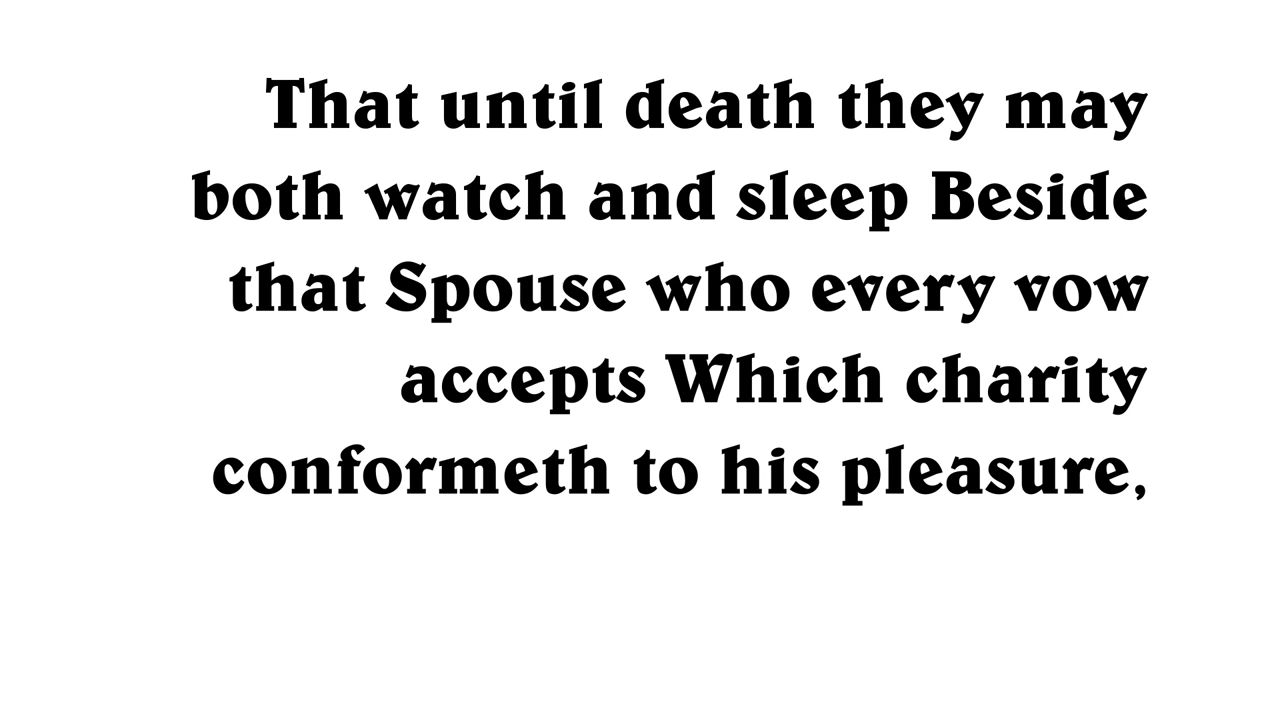 That until death they may
both watch and sleep Beside
that Spouse who every vow
accepts Which charity
conformeth to his pleasure,